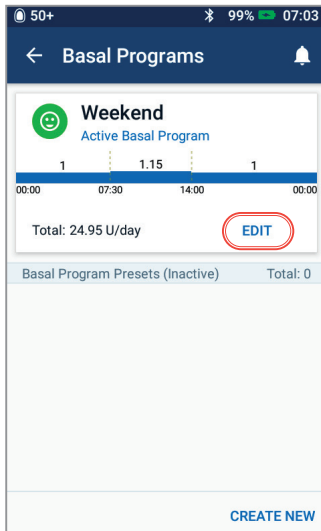 50+ 99% 07:03
Basal Programs
Weekend
Active Basal Program
1 1.15 1
00:00 07:30 14:00 00:00
Total: 24.95 U/day EDIT
Basal Program Presets (Inactive) Total: 0
CREATE NEW